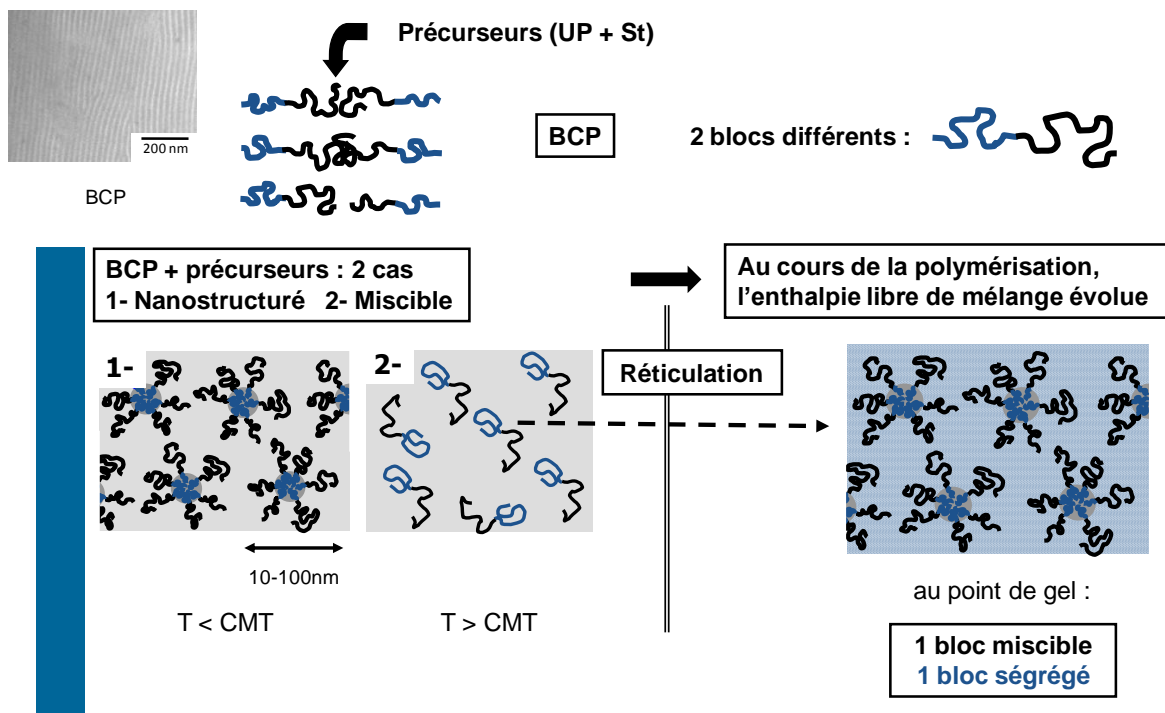 Précurseurs (UP + St)
200 nm
BCP
BCP
2 blocs différents :
BCP + précurseurs : 2 cas
1- Nanostructuré 2- Miscible
Au cours de la polymérisation,
l'enthalpie libre de mélange évolue
1-
2-
Réticulation
10-100nm
T < CMT
T > CMT
au point de gel :
1 bloc miscible
1 bloc ségrégé